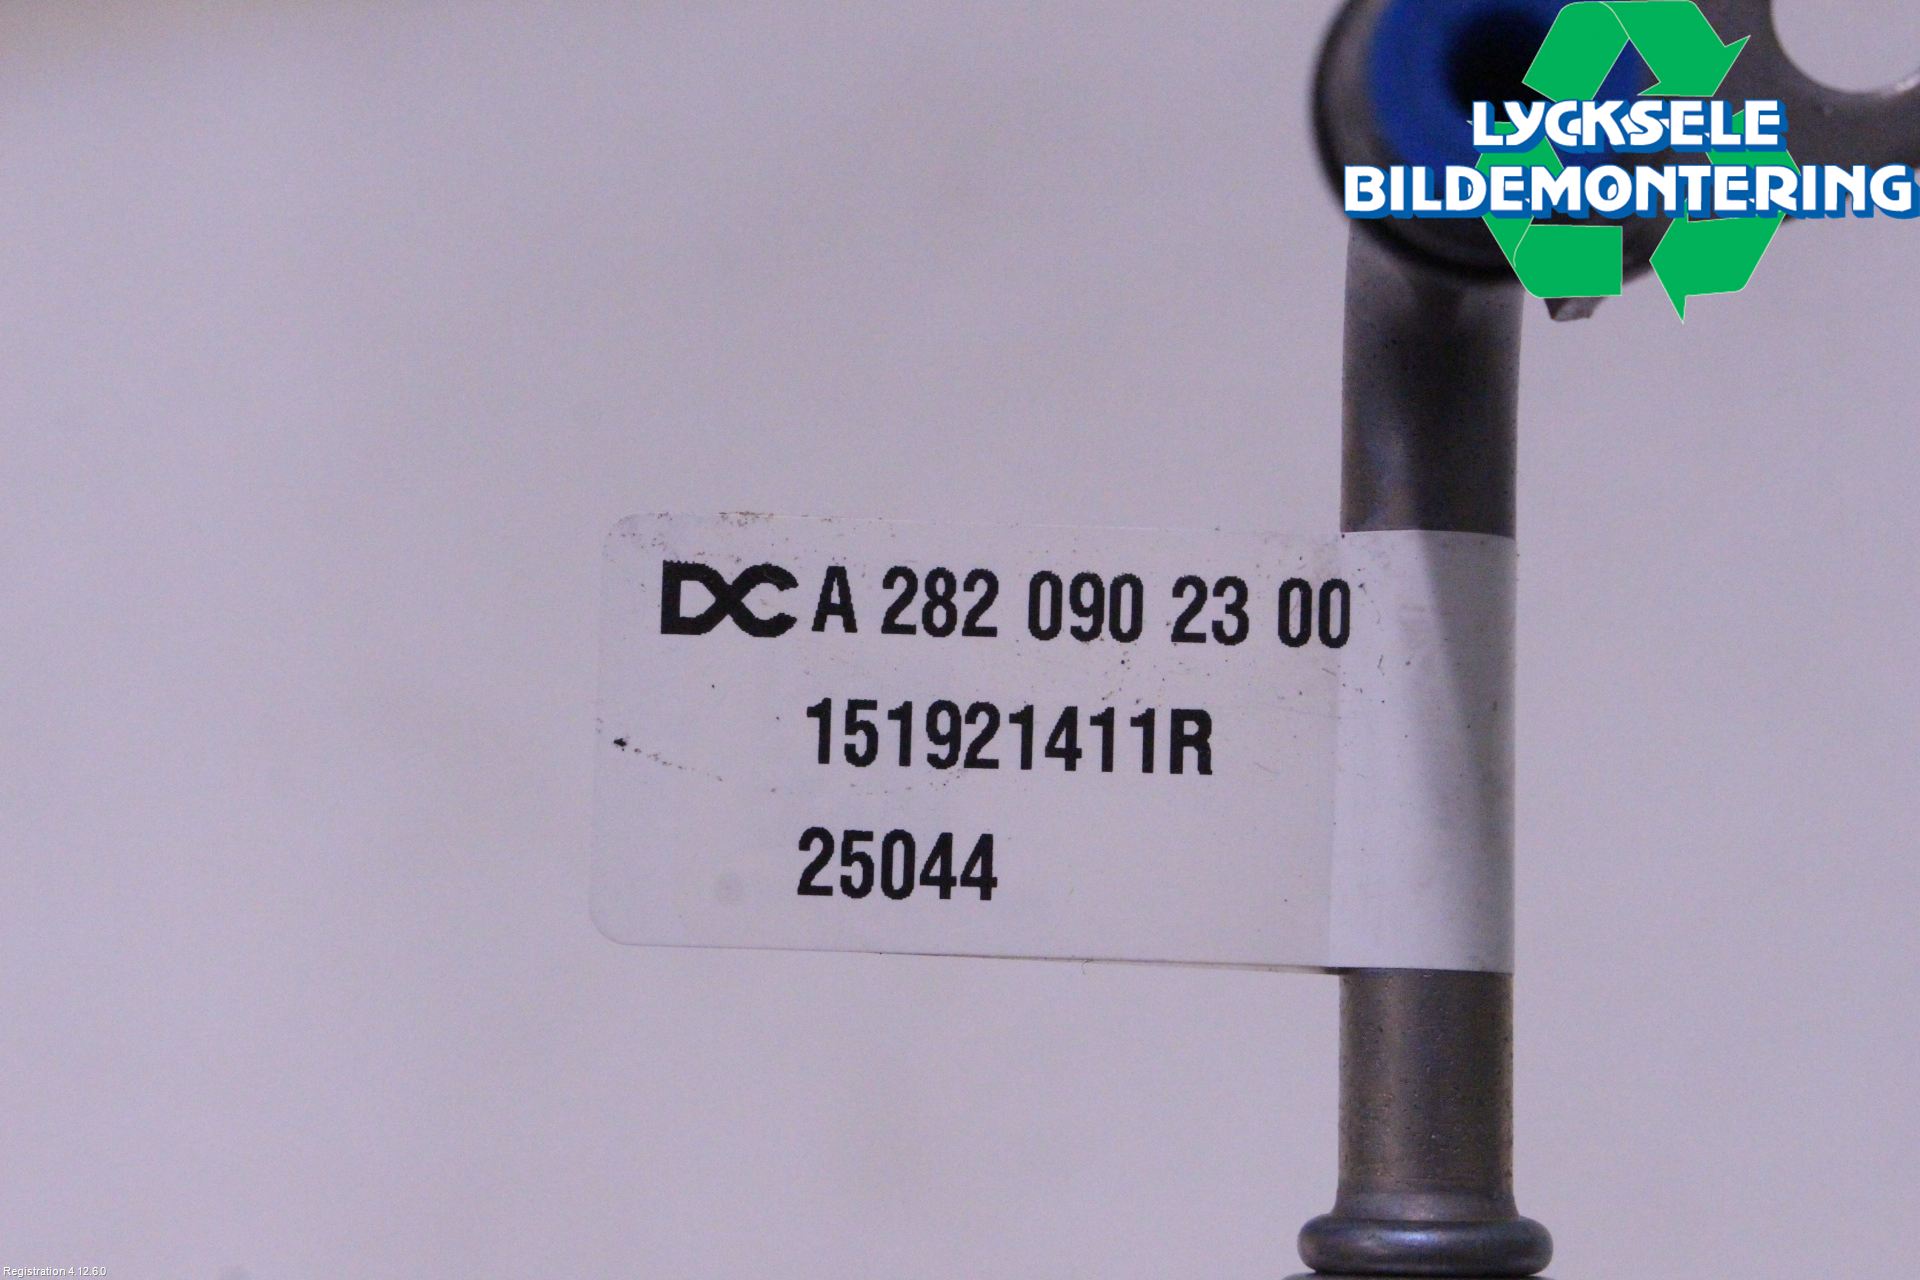 LYCKSELE
BILDEMONTERING
DC A 282 090 23 00
151921411R
25044
Registration 4.12.6.0